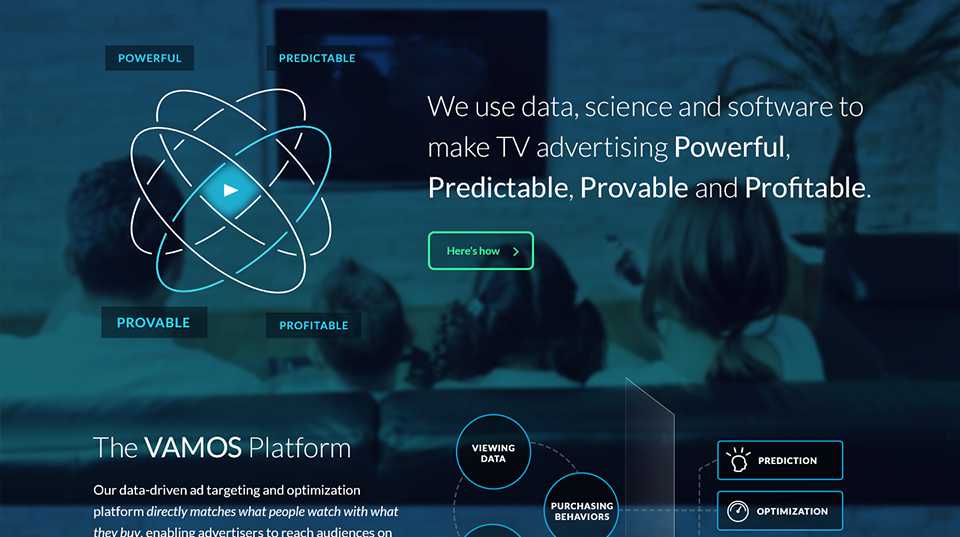 POWERFUL
PREDICTABLE
PROVABLE
PROFITABLE
We use data, science and software to
make TV advertising Powerful,
Predictable, Provable and Profitable.
Here's how
The VAMOS Platform
Our data-driven ad targeting and optimization
platform directly matches what people watch with what
they buy, enabling advertisers to reach audiences on
VIEWING
DATA
PURCHASING
BEHAVIORS
PREDICTION
OPTIMIZATION